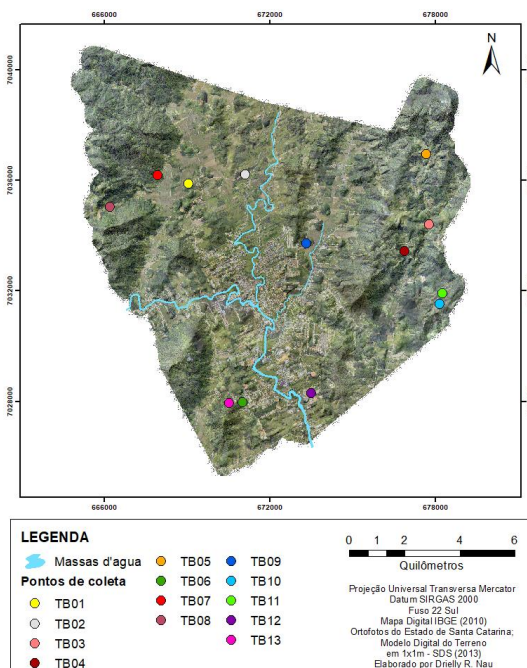 666000
672000
678000
N
7040000
7036000
7032000
7028000
666000
672000
678000
LEGENDA
Massas d'agua
Pontos de coleta
TB01
TB02
TB03
TB04
TB05
TB06
TB07
TB08
TB09
TB10
TB11
TB12
TB13
0 1 2 4 6
Quilômetros
Projeção Universal Transversa Mercator
Datum SIRGAS 2000
Fuso 22 Sul
Mapa Digital IBGE (2010)
Ortofotos do Estado de Santa Catarina;
Modelo Digital do Terreno
em 1x1m - SDS (2013)
Elaborado por Drielly R. Nau